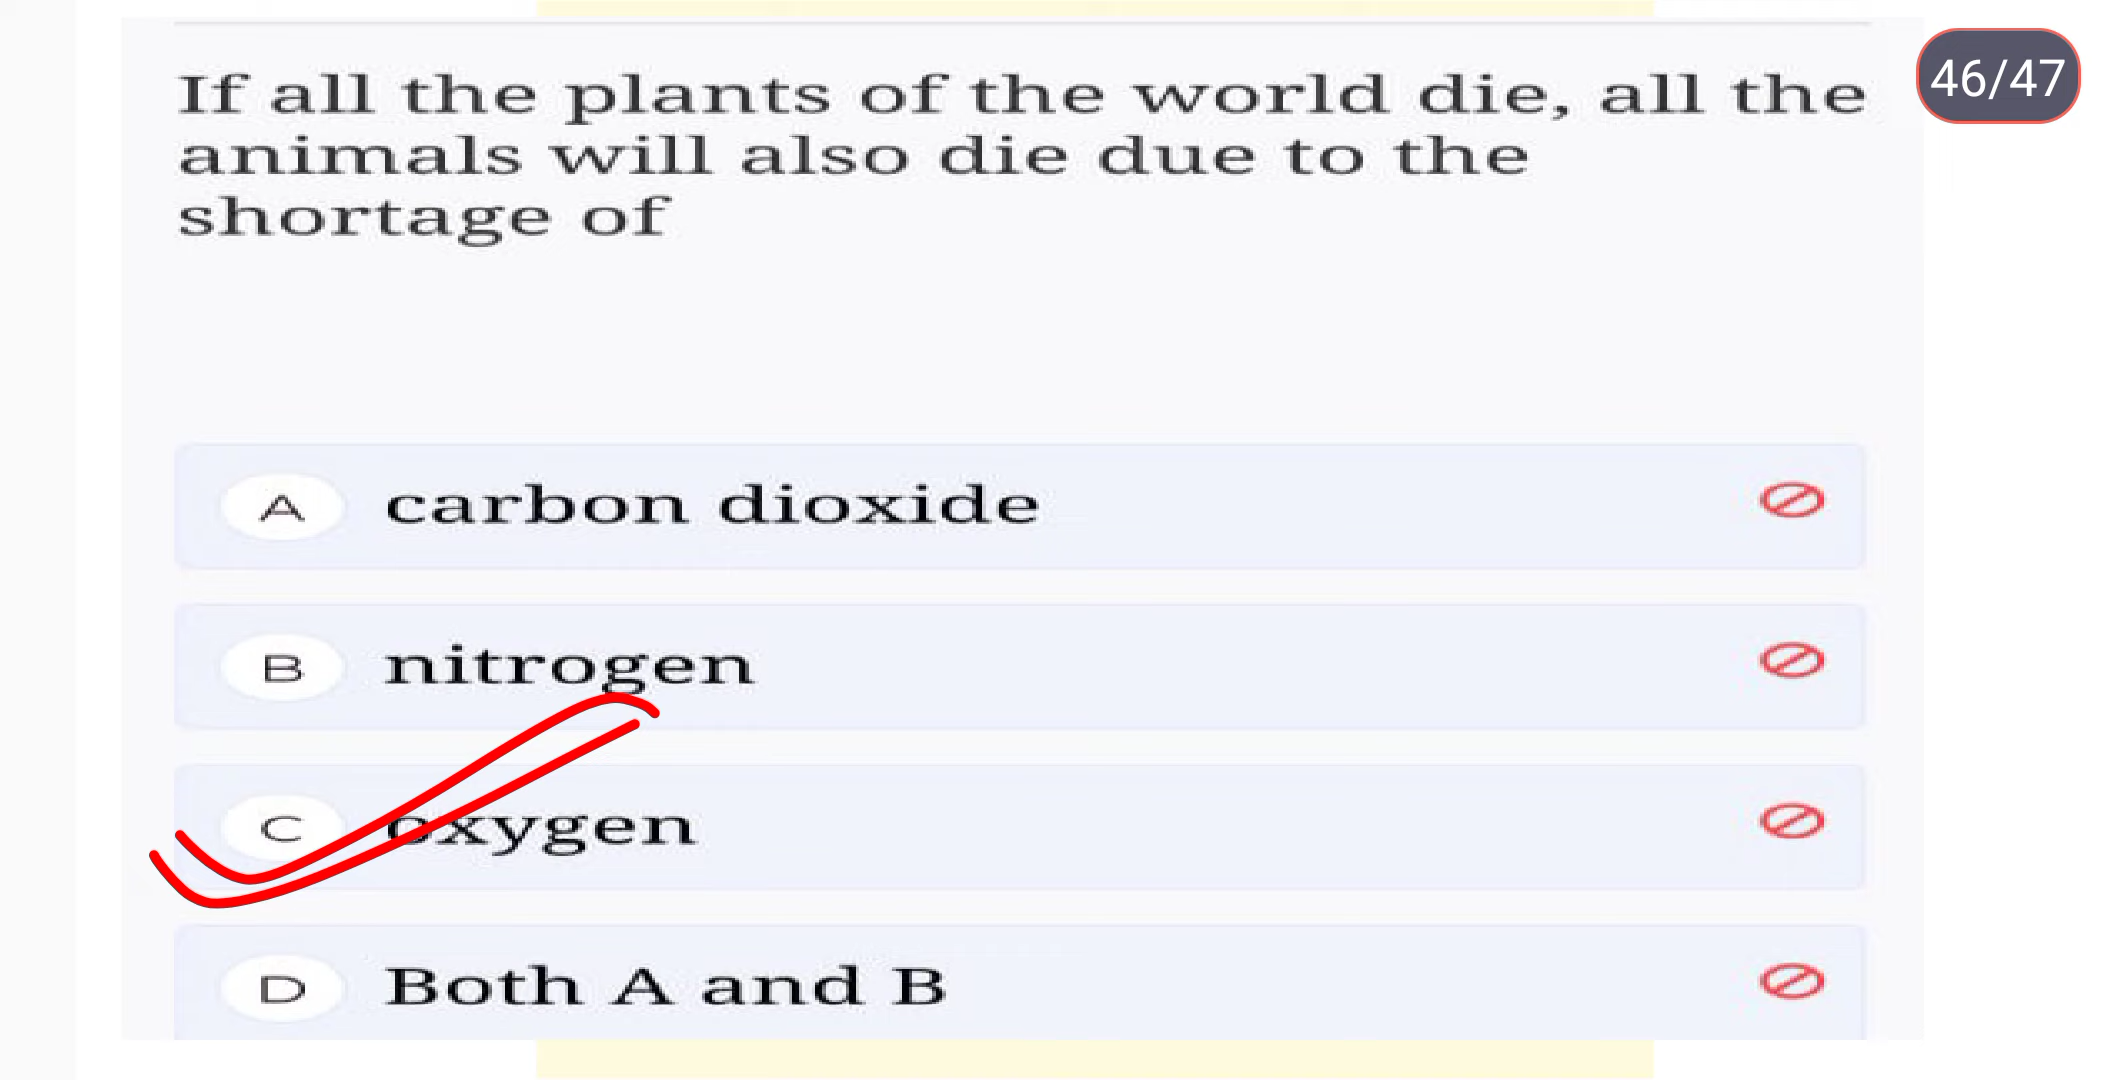 46/47
If all the plants of the world die, all the
animals will also die due to the
shortage of
A carbon dioxide
B nitrogen
C oxygen
D Both A and B